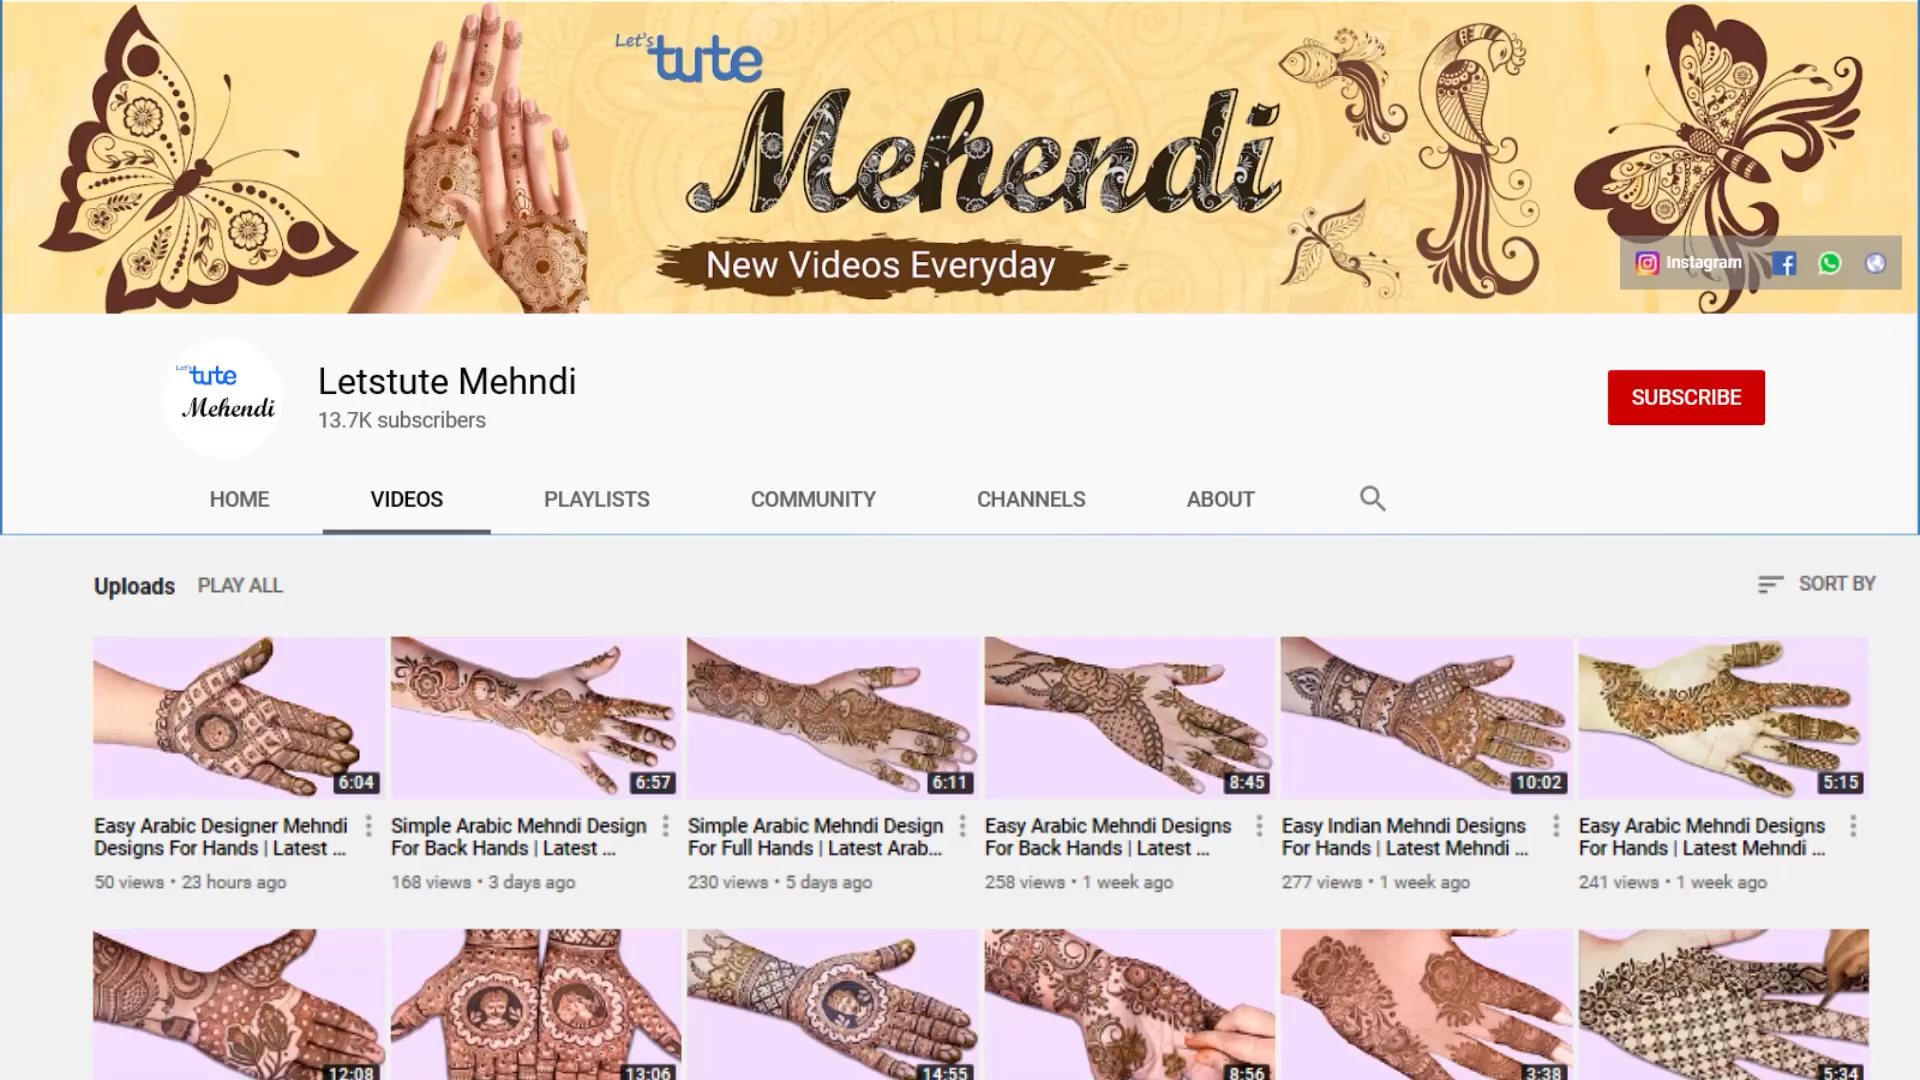 Let's
tute
Mehendi
New Videos Everyday
Instagram
Let's
tute
Mehendi
Letstute Mehndi
13.7K subscribers
SUBSCRIBE
HOME VIDEOS PLAYLISTS COMMUNITY CHANNELS ABOUT
Uploads PLAY ALL SORT BY
6:04 6:57 6:11 8:45 10:02 5:15
Easy Arabic Designer Mehndi
Designs For Hands | Latest ...
50 views • 23 hours ago
Simple Arabic Mehndi Design
For Back Hands | Latest ...
168 views • 3 days ago
Simple Arabic Mehndi Design
For Full Hands | Latest Arab...
230 views • 5 days ago
Easy Arabic Mehndi Designs
For Back Hands | Latest ...
258 views • 1 week ago
Easy Indian Mehndi Designs
For Hands | Latest Mehndi ...
277 views • 1 week ago
Easy Arabic Mehndi Designs
For Hands | Latest Mehndi ...
241 views • 1 week ago
12:08 13:06 14:55 8:56 3:38 5:34